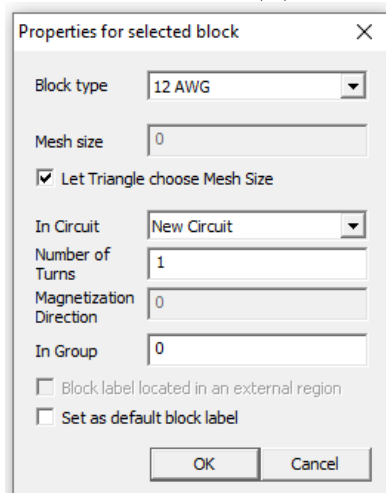 Properties for selected block
Block type 12 AWG
Mesh size 0
Let Triangle choose Mesh Size
In Circuit New Circuit
Number of
Turns 1
Magnetization
Direction 0
In Group 0
Block label located in an external region
Set as default block label
OK Cancel